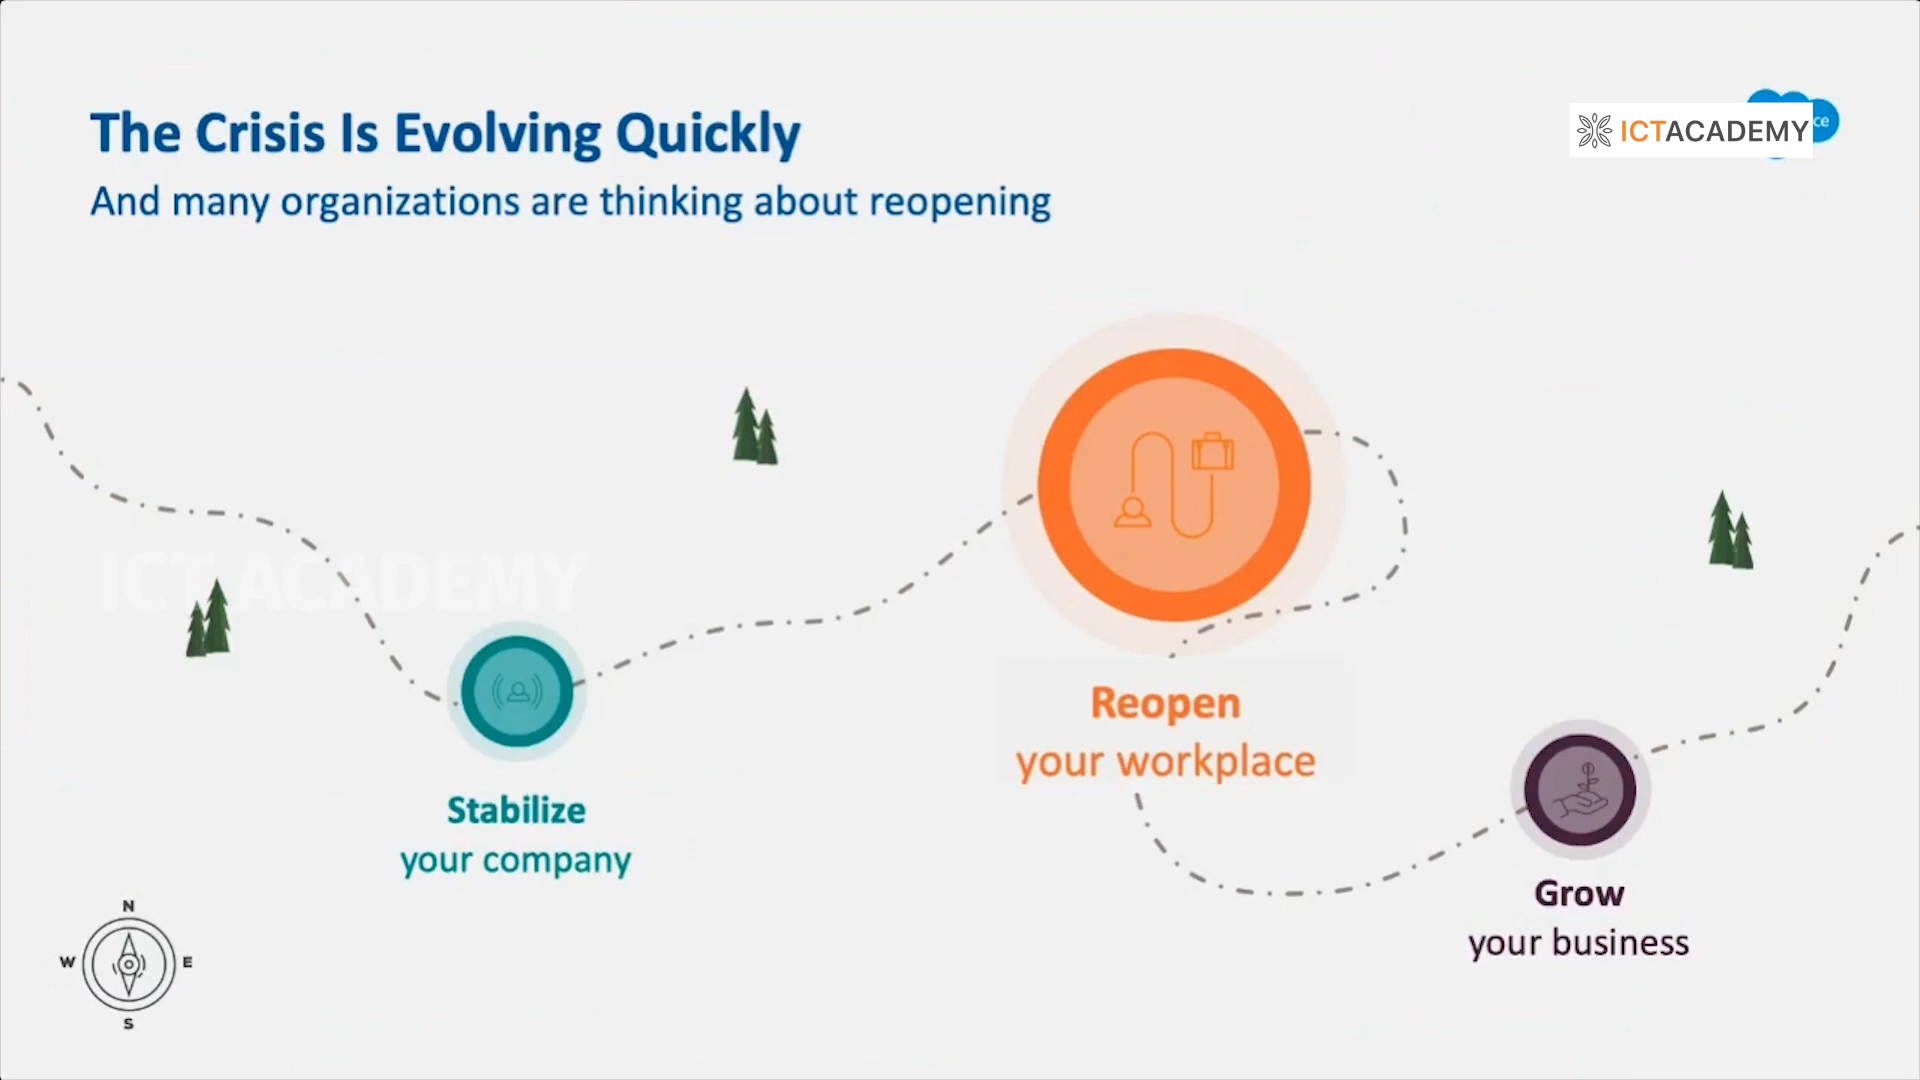 The Crisis Is Evolving Quickly
And many organizations are thinking about reopening
ICTACADEMY
ce
ICT ACADEMY
Reopen
your workplace
Stabilize
your company
Grow
your business
N
W E
S